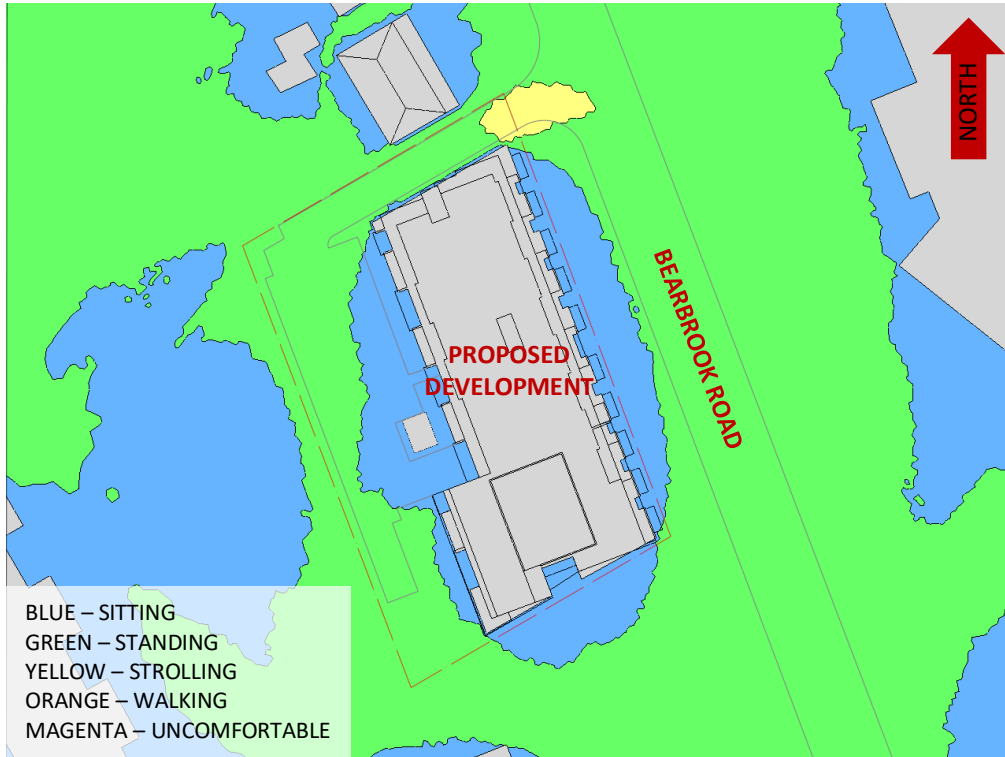 NORTH
BEARBROOK ROAD
PROPOSED
DEVELOPMENT
BLUE – SITTING
GREEN – STANDING
YELLOW – STROLLING
ORANGE – WALKING
MAGENTA – UNCOMFORTABLE